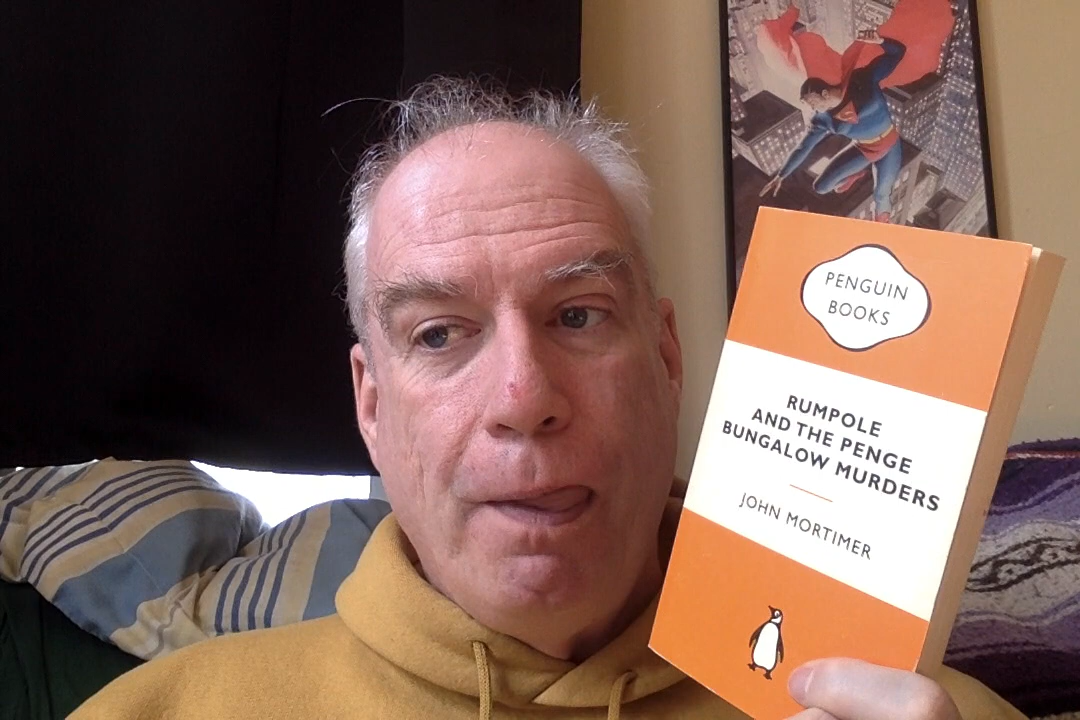 PENGUIN
BOOKS
RUMPOLE
AND THE PENGE
BUNGALOW MURDERS
JOHN MORTIMER